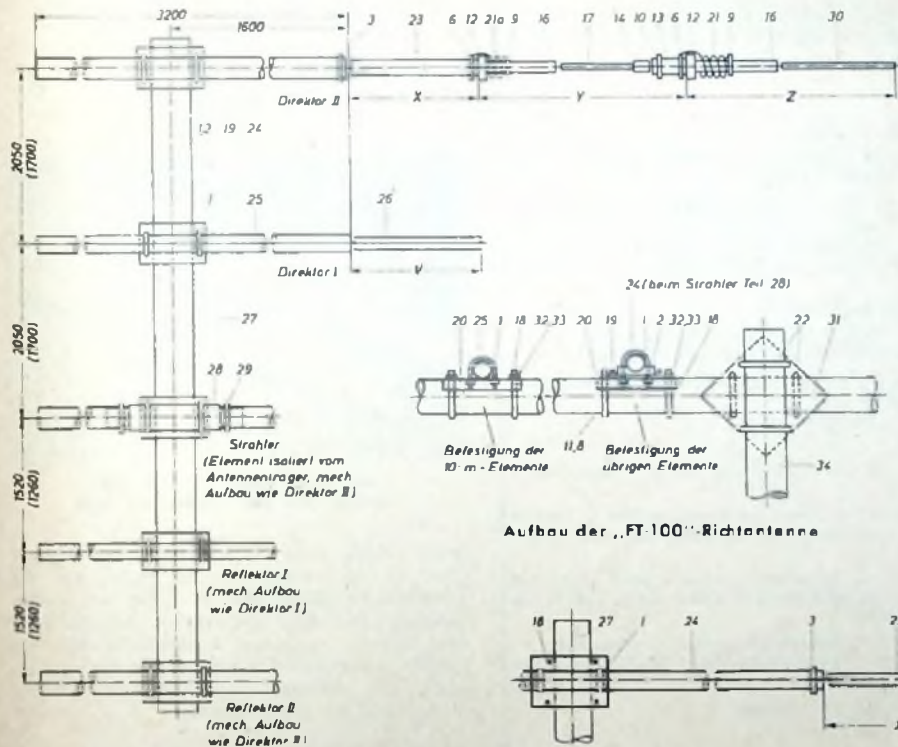 3200
1600
3 23 6 12 21a 9 16 17 14 10 13 6 12 21 9 16 30
Direktor II
X
Y
Z
2050
(1700)
12 19 24
1 25
26
Direktor I
V
2050
(1700)
27
28 29
24 (beim Strahler Teil 28)
20 25 1 18 32,33
20 19 1 2 32,33 18
22 31
11,8
34
Befestigung der
10-m-Elemente
Befestigung der
übrigen Elemente
Strahler
(Element isoliert vom
Antennenträger, mech
Aufbau wie Direktor II)
Aufbau der „FT-100"-Richtantenne
1520
(1260)
Reflektor I
(mech. Aufbau
wie Direktor I)
1520
(1260)
Reflektor II
(mech. Aufbau
wie Direktor II)
18 27 1 24 3